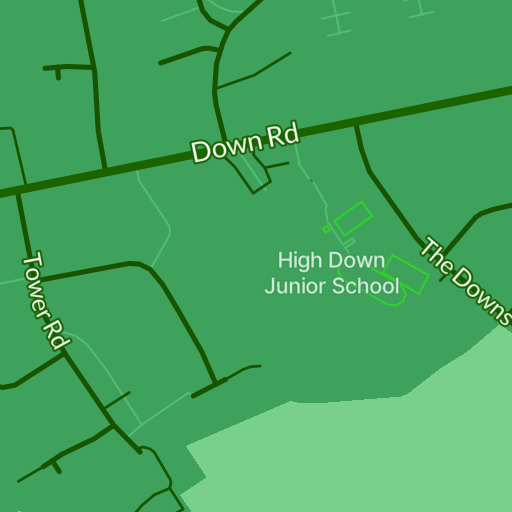 Down Rd
Tower Rd
High Down
Junior School
The Downs